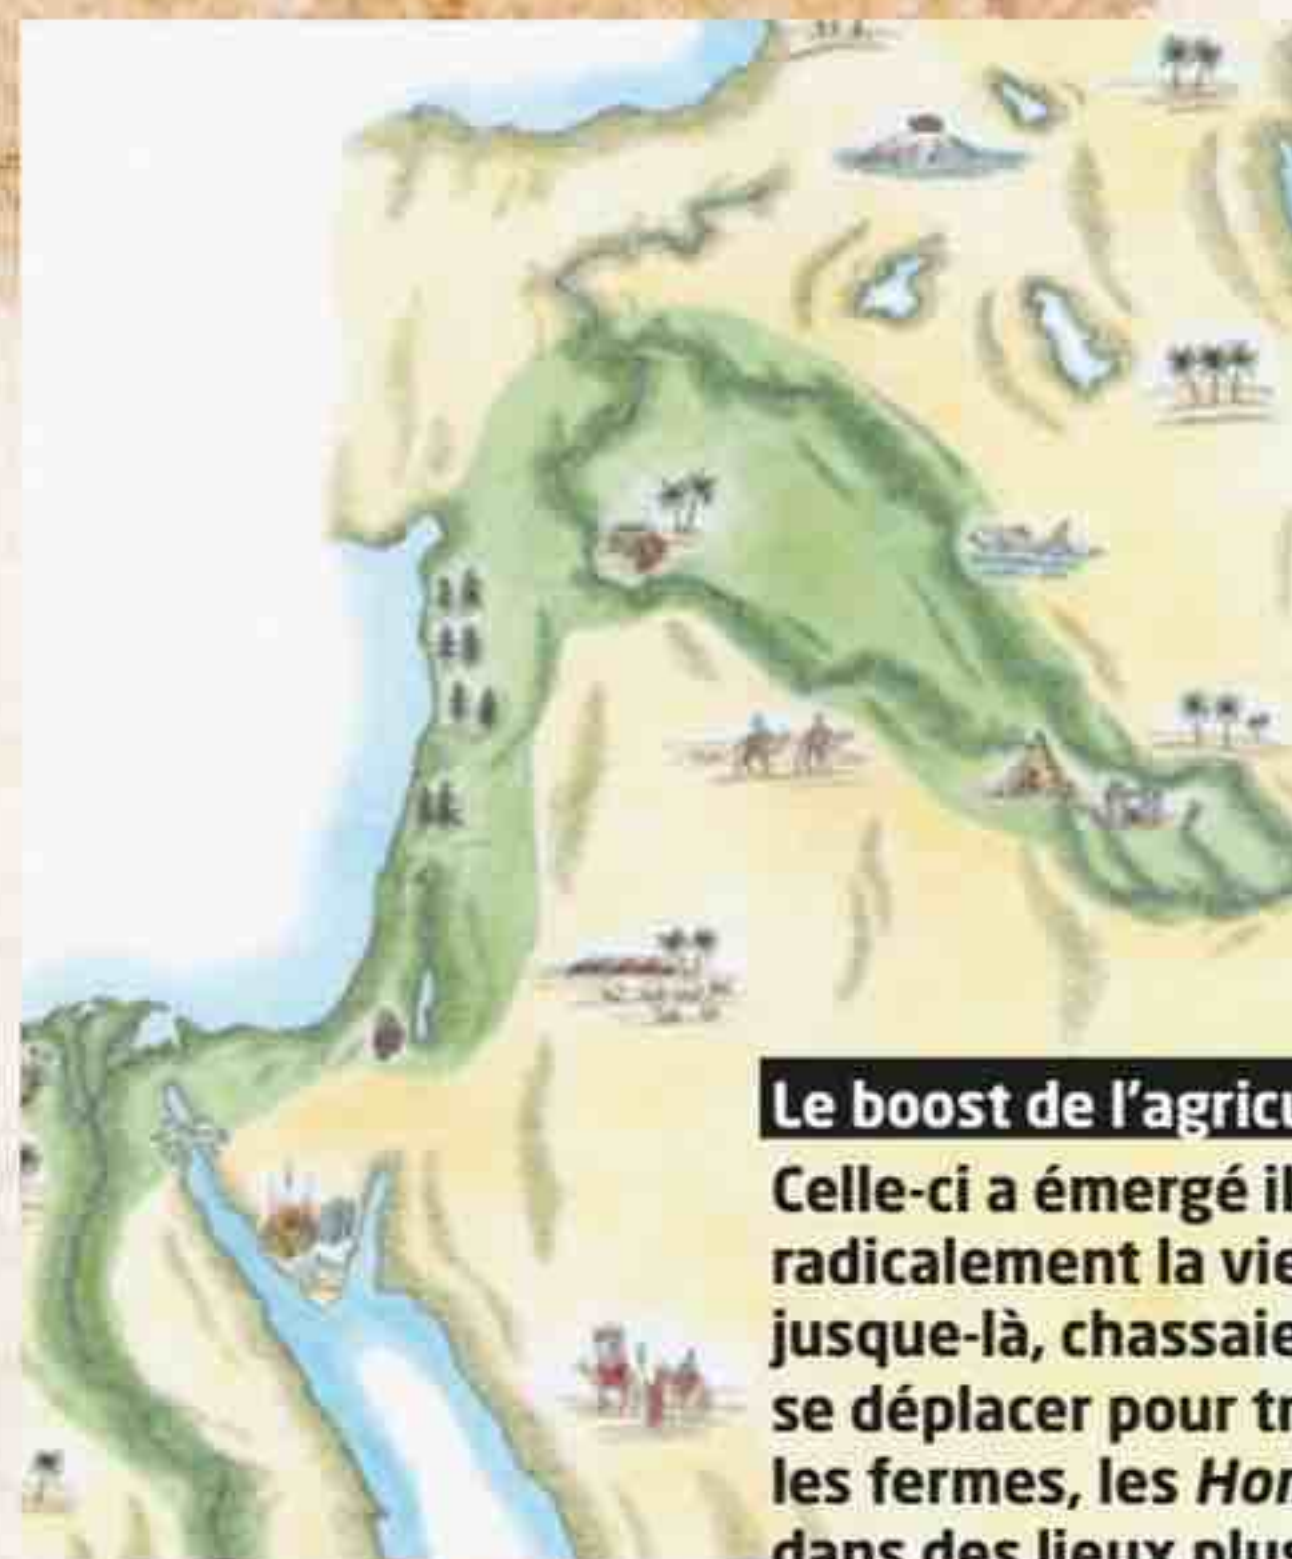 Le boost de l'agricu
Celle-ci a émergé il
radicalement la vie
jusque-là, chassaie
se déplacer pour tr
les fermes, les Hor
dans des lieux plus